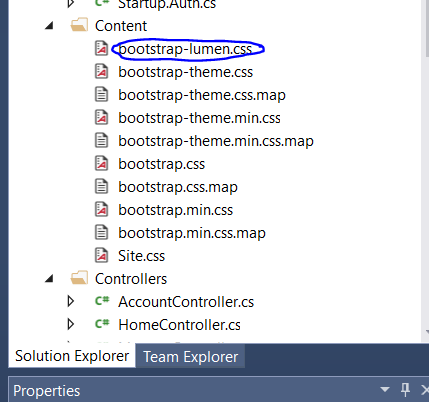 C# Startup.Auth.cs
Content
bootstrap-lumen.css
bootstrap-theme.css
bootstrap-theme.css.map
bootstrap-theme.min.css
bootstrap-theme.min.css.map
bootstrap.css
bootstrap.css.map
bootstrap.min.css
bootstrap.min.css.map
Site.css
Controllers
C# AccountController.cs
C# HomeController.cs
Solution Explorer Team Explorer
Properties